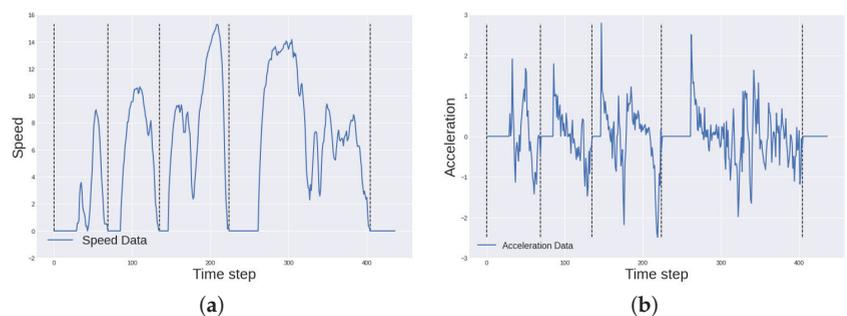 16
14
12
10
8
6
4
2
0
-2
Speed
Speed Data
0 100 200 300 400
Time step
(a)
3
2
1
0
-1
-2
-3
Acceleration
Acceleration Data
0 100 200 300 400
Time step
(b)